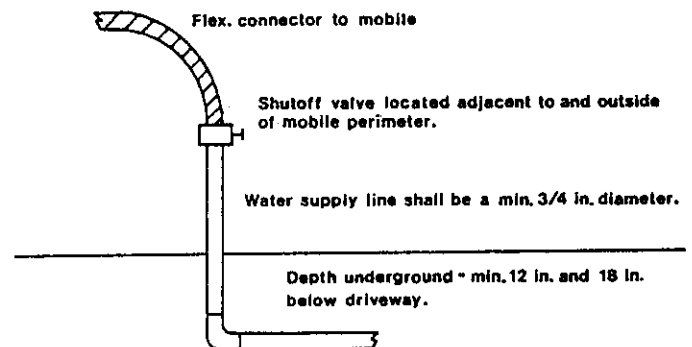 Flex. connector to mobile
Shutoff valve located adjacent to and outside
of mobile perimeter.
Water supply line shall be a min. 3/4 in. diameter.
Depth underground - min. 12 in. and 18 in.
below driveway.